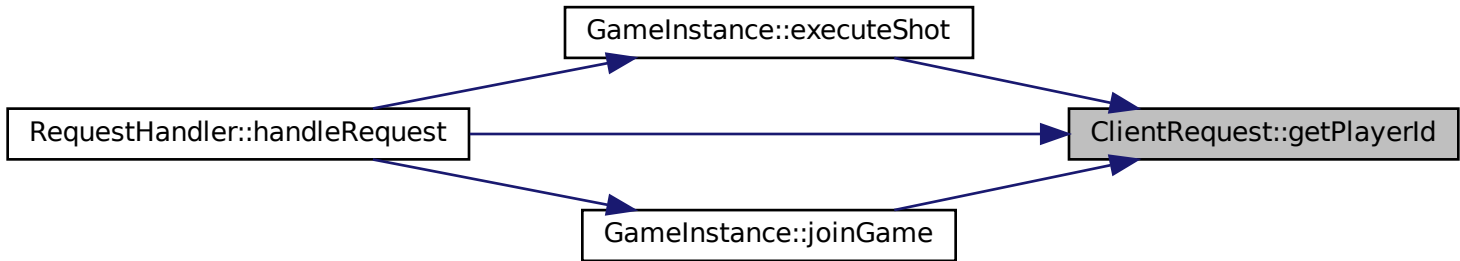 GameInstance::executeShot
RequestHandler::handleRequest
ClientRequest::getPlayerId
GameInstance::joinGame